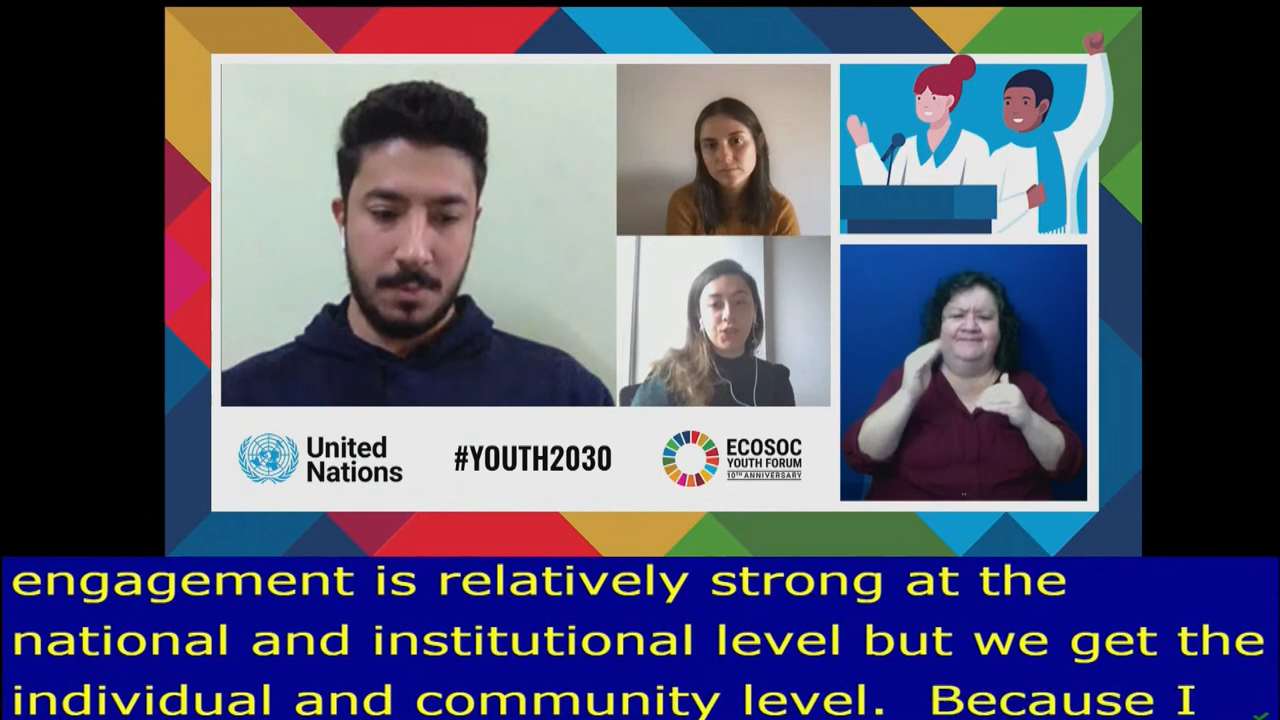 United
Nations
#YOUTH2030
ECOSOC
YOUTH FORUM
10TH ANNIVERSARY
engagement is relatively strong at the
national and institutional level but we get the
individual and community level.  Because I